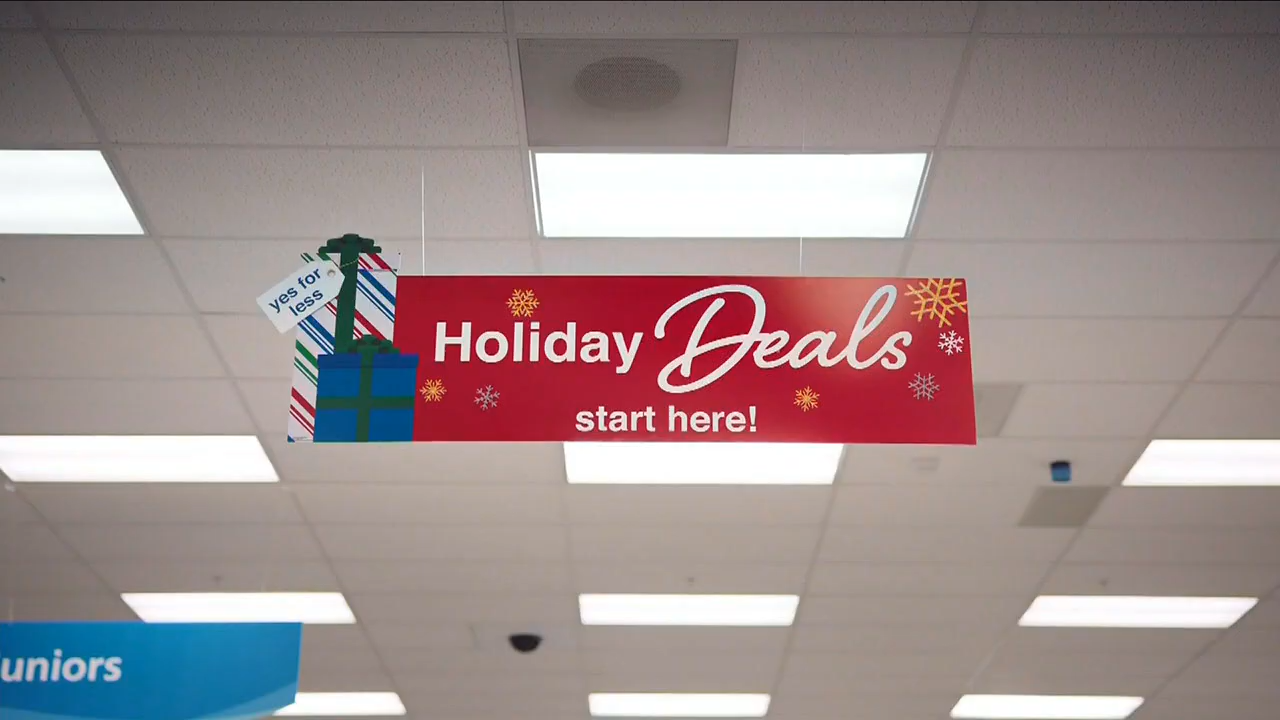 yes for
less
Holiday Deals
start here!
uniors